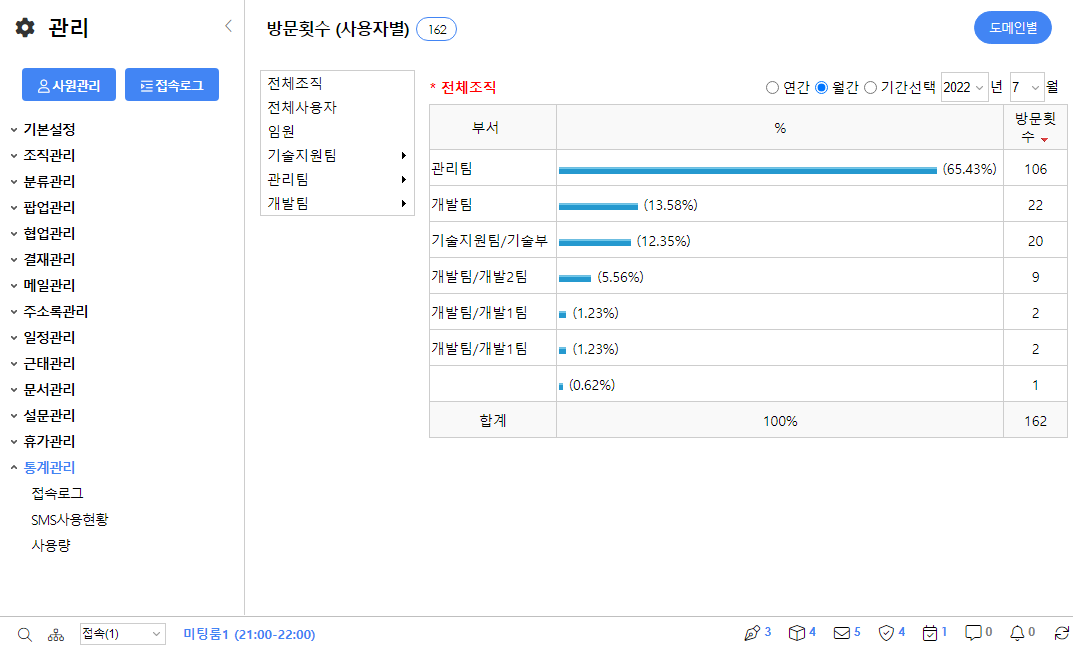 관리
사원관리 접속로그
기본설정
조직관리
분류관리
팝업관리
협업관리
결재관리
메일관리
주소록관리
일정관리
근태관리
문서관리
설문관리
휴가관리
통계관리
접속로그
SMS사용현황
사용량
방문횟수 (사용자별) 162
도메인별
전체조직
전체사용자
임원
기술지원팀
관리팀
개발팀
* 전체조직
연간 월간 기간선택 2022 년 7 월
부서 % 방문횟
수
관리팀 (65.43%) 106
개발팀 (13.58%) 22
기술지원팀/기술부 (12.35%) 20
개발팀/개발2팀 (5.56%) 9
개발팀/개발1팀 (1.23%) 2
개발팀/개발1팀 (1.23%) 2
(0.62%) 1
합계 100% 162
접속(1) 미팅룸1 (21:00-22:00) 3 4 5 4 1 0 0